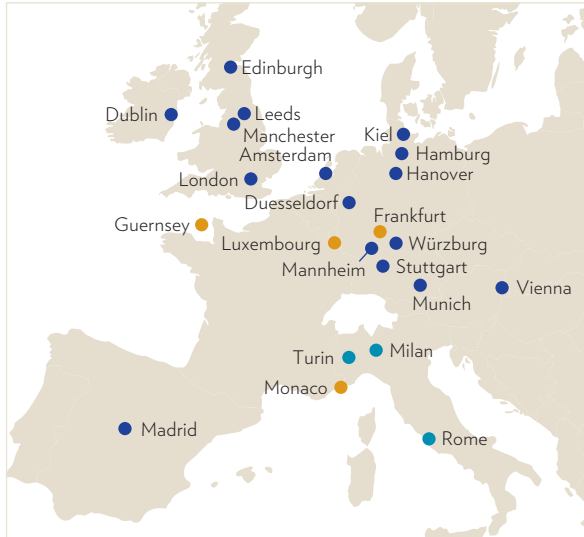 Edinburgh
Dublin
Leeds
Manchester
Amsterdam
Kiel
Hamburg
London
Hanover
Duesseldorf
Guernsey
Frankfurt
Luxembourg
Würzburg
Mannheim
Stuttgart
Munich
Vienna
Turin
Milan
Monaco
Madrid
Rome